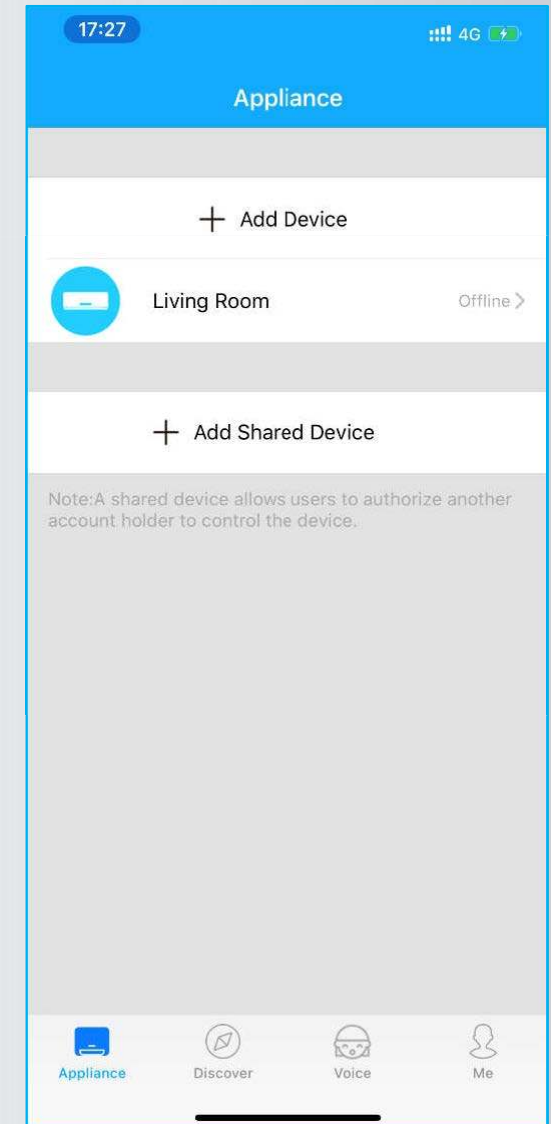 17:27
4G
Appliance
Add Device
Living Room
Offline
Add Shared Device
Note:A shared device allows users to authorize another
account holder to control the device.
Appliance
Discover
Voice
Me